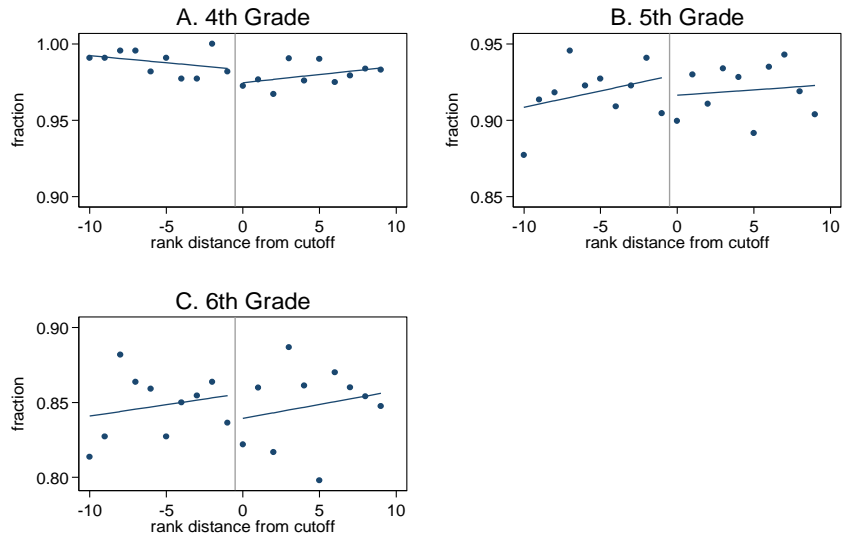 A. 4th Grade
1.00
0.95
0.90
fraction
-10 -5 0 5 10
rank distance from cutoff
B. 5th Grade
0.95
0.90
0.85
fraction
-10 -5 0 5 10
rank distance from cutoff
C. 6th Grade
0.90
0.85
0.80
fraction
-10 -5 0 5 10
rank distance from cutoff